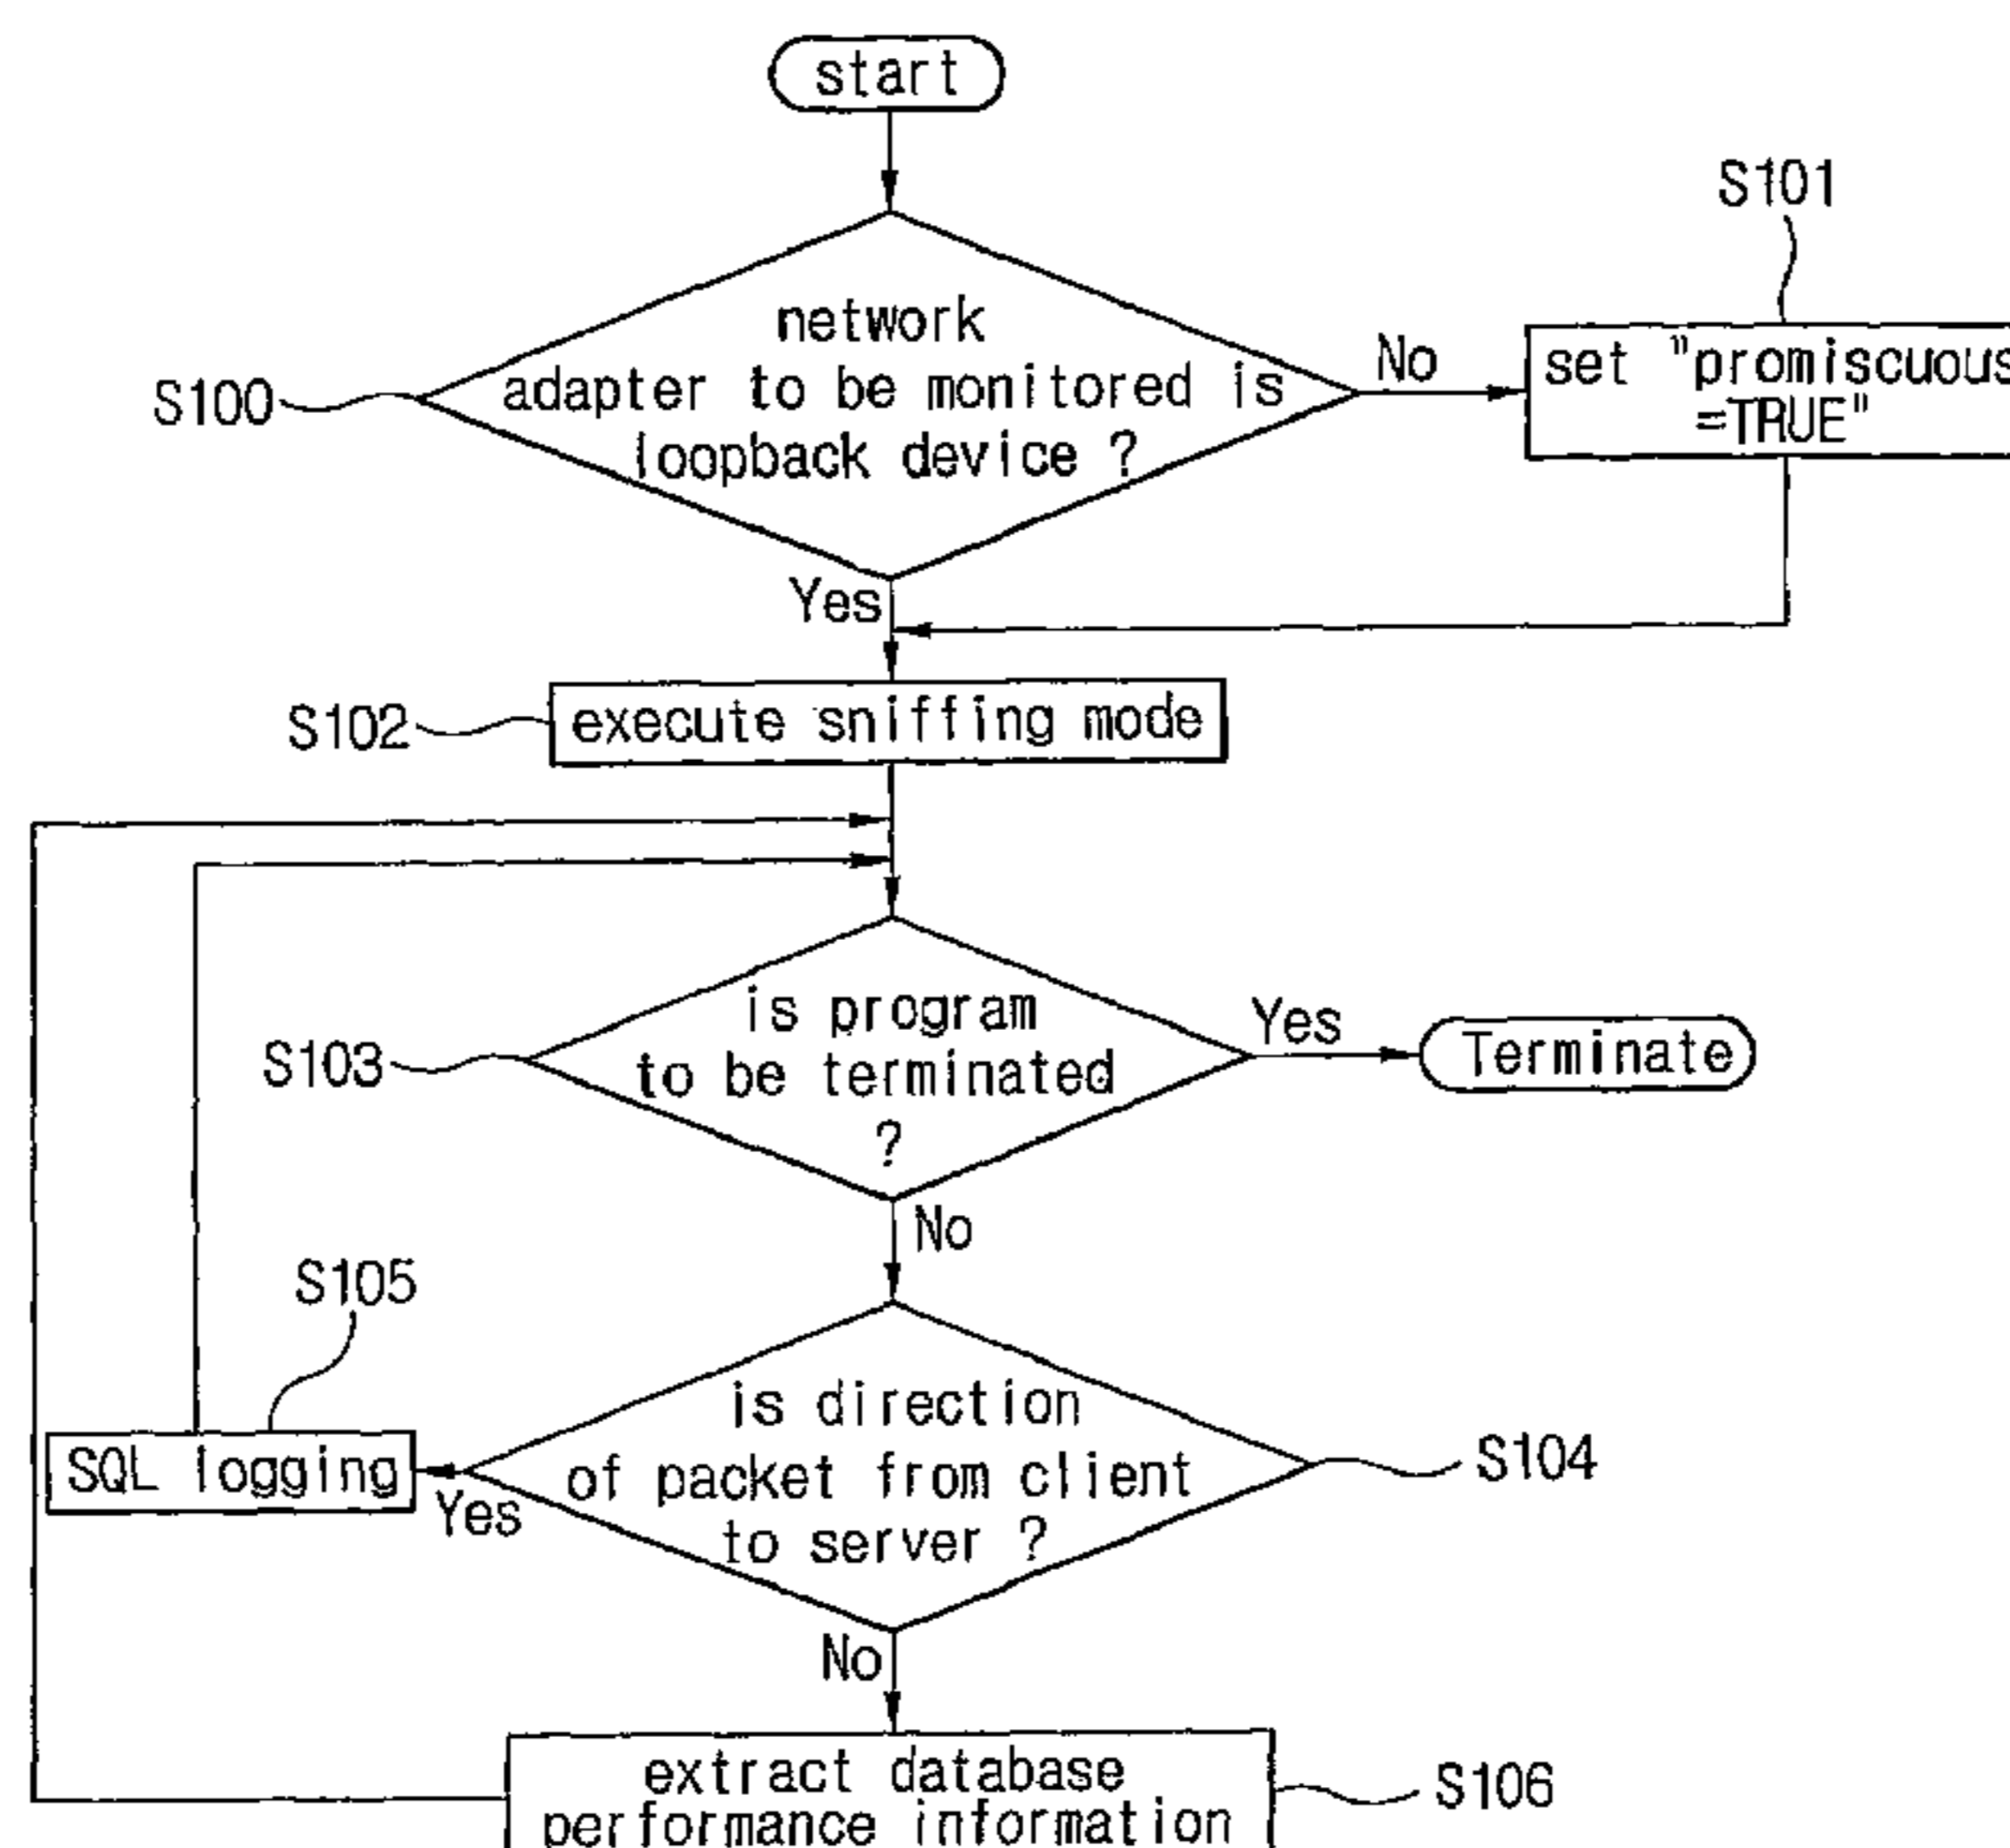 start
S101
network
adapter to be monitored is
loopback device ?
S100
No
set "promiscuous
=TRUE"
Yes
S102
execute sniffing mode
is program
to be terminated
?
S103
Yes
Terminate
No
S105
is direction
of packet from client
to server ?
S104
SQL logging
Yes
No
extract database
performance information
S106